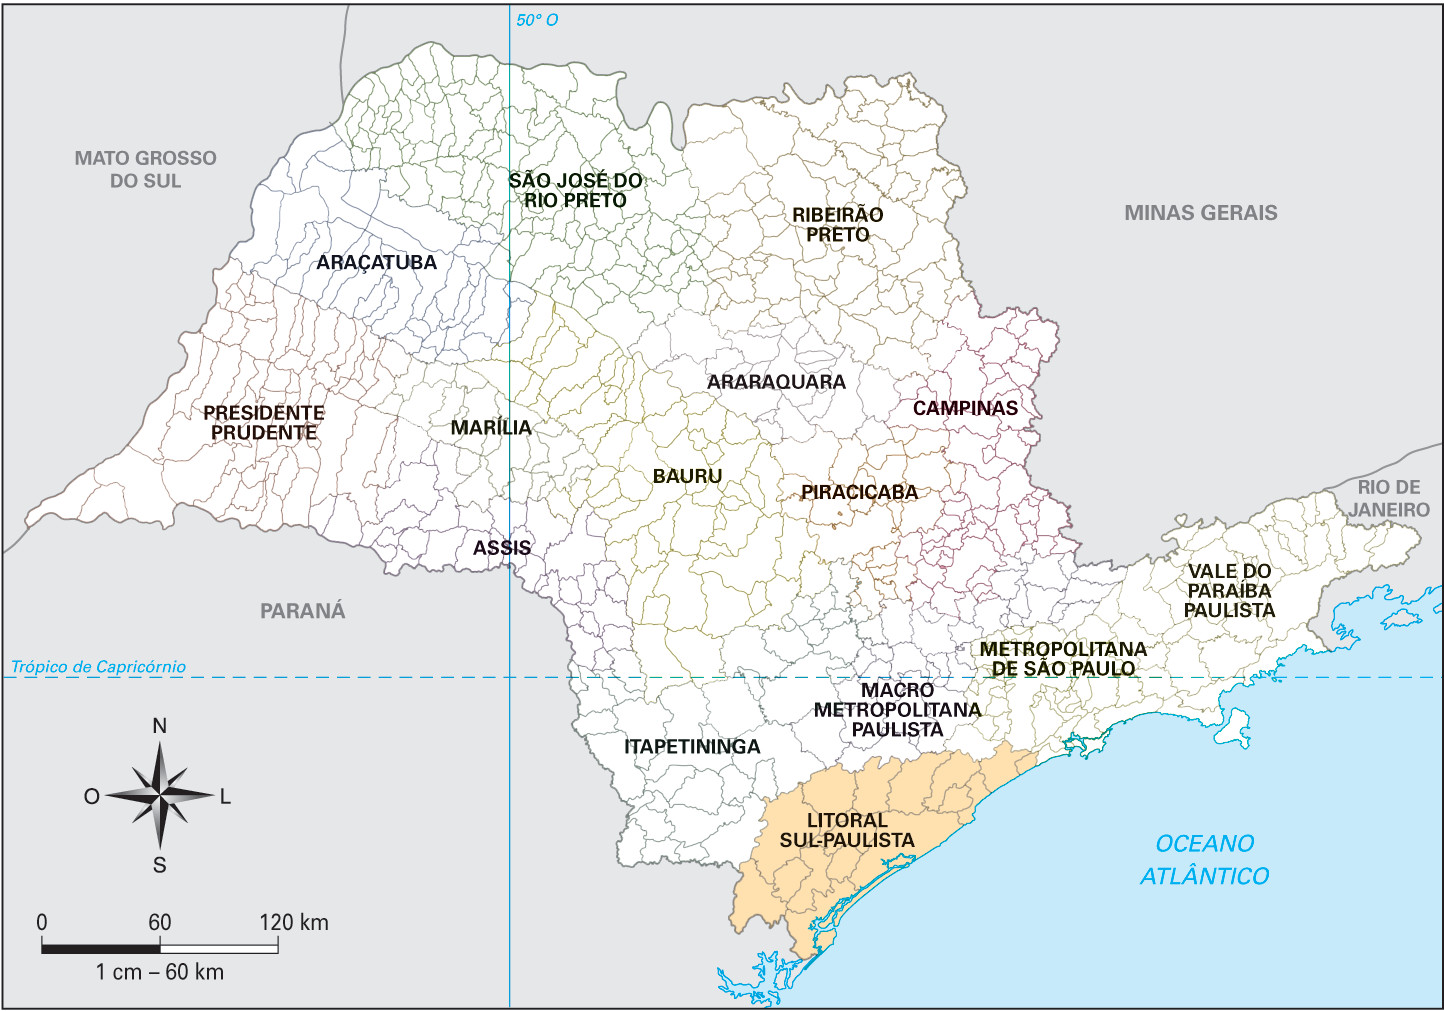 50° O
MATO GROSSO
DO SUL
SÃO JOSÉ DO
RIO PRETO
RIBEIRÃO
PRETO
MINAS GERAIS
ARAÇATUBA
ARARAQUARA
CAMPINAS
PRESIDENTE
PRUDENTE
MARÍLIA
BAURU
PIRACICABA
RIO DE
JANEIRO
ASSIS
VALE DO
PARAÍBA
PAULISTA
PARANÁ
METROPOLITANA
DE SÃO PAULO
Trópico de Capricórnio
MACRO
METROPOLITANA
PAULISTA
ITAPETININGA
N
O
L
S
LITORAL
SUL-PAULISTA
OCEANO
ATLÂNTICO
0 60 120 km
1 cm – 60 km